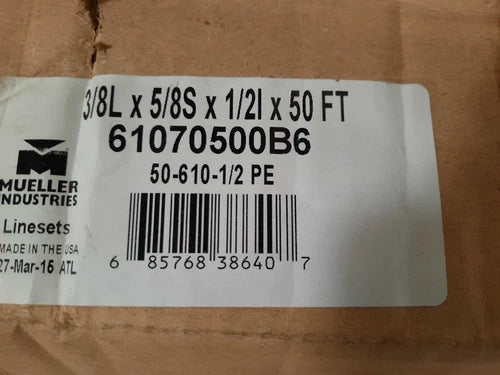 3/8L x 5/8S x 1/2I x 50 FT
61070500B6
50-610-1/2 PE
MUELLER
INDUSTRIES
Linesets
MADE IN THE USA
27-Mar-15 ATL
6 85768 38640 7